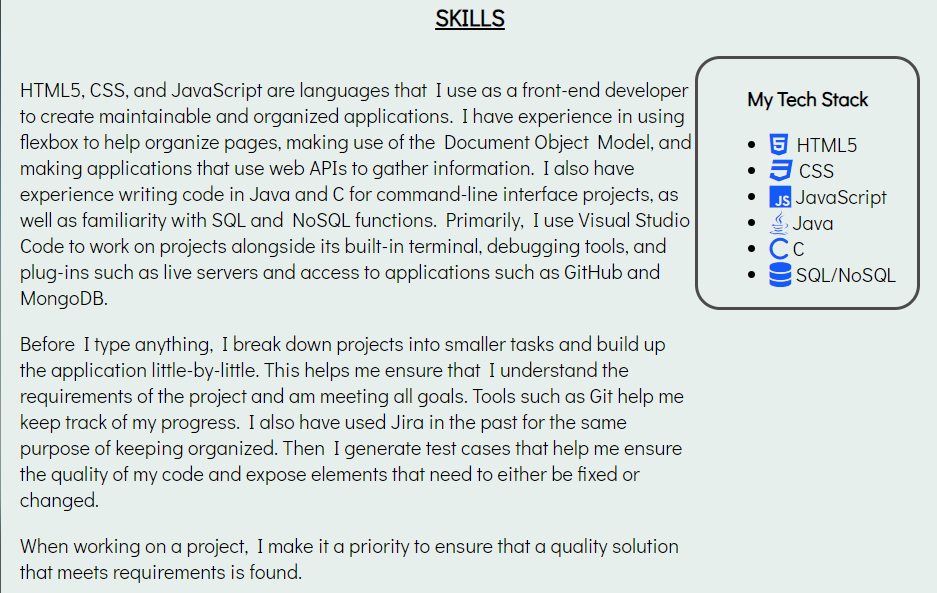 SKILLS
HTML5, CSS, and JavaScript are languages that I use as a front-end developer
to create maintainable and organized applications. I have experience in using
flexbox to help organize pages, making use of the Document Object Model, and
making applications that use web APIs to gather information. I also have
experience writing code in Java and C for command-line interface projects, as
well as familiarity with SQL and NoSQL functions. Primarily, I use Visual Studio
Code to work on projects alongside its built-in terminal, debugging tools, and
plug-ins such as live servers and access to applications such as GitHub and
MongoDB.
Before I type anything, I break down projects into smaller tasks and build up
the application little-by-little. This helps me ensure that I understand the
requirements of the project and am meeting all goals. Tools such as Git help me
keep track of my progress. I also have used Jira in the past for the same
purpose of keeping organized. Then I generate test cases that help me ensure
the quality of my code and expose elements that need to either be fixed or
changed.
When working on a project, I make it a priority to ensure that a quality solution
that meets requirements is found.
My Tech Stack
HTML5
CSS
JS JavaScript
Java
C
SQL/NoSQL